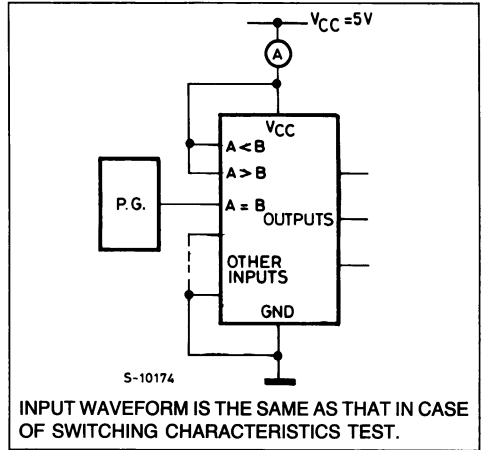 VCC=5V
A
VCC
A<B
A>B
P.G.
A=B
OUTPUTS
OTHER
INPUTS
GND
S-10174
INPUT WAVEFORM IS THE SAME AS THAT IN CASE
OF SWITCHING CHARACTERISTICS TEST.